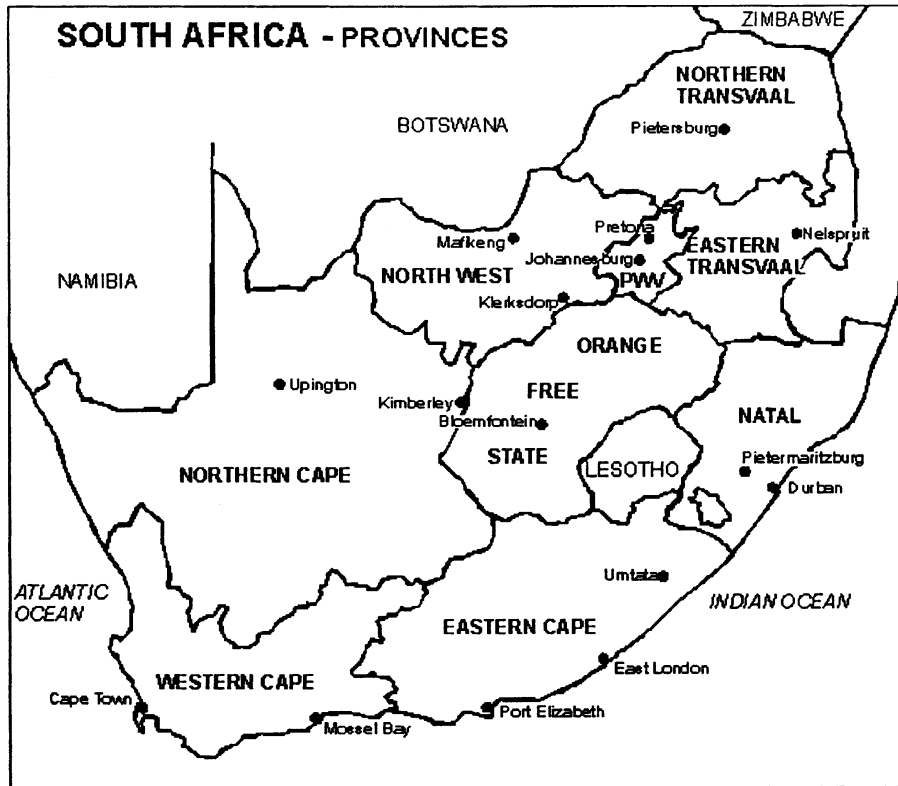 SOUTH AFRICA - PROVINCES
ZIMBABWE
NORTHERN
TRANSVAAL
BOTSWANA
Pietersburg
Pretoria
Nelspruit
Mafikeng
EASTERN
TRANSVAAL
Johannesburg
NORTH WEST
PWV
NAMIBIA
Klerksdorp
ORANGE
Upington
FREE
Kimberley
NATAL
Bloemfontein
STATE
Pietermaritzburg
LESOTHO
NORTHERN CAPE
Durban
Umtata
ATLANTIC
OCEAN
INDIAN OCEAN
EASTERN CAPE
East London
WESTERN CAPE
Cape Town
Port Elizabeth
Mossel Bay